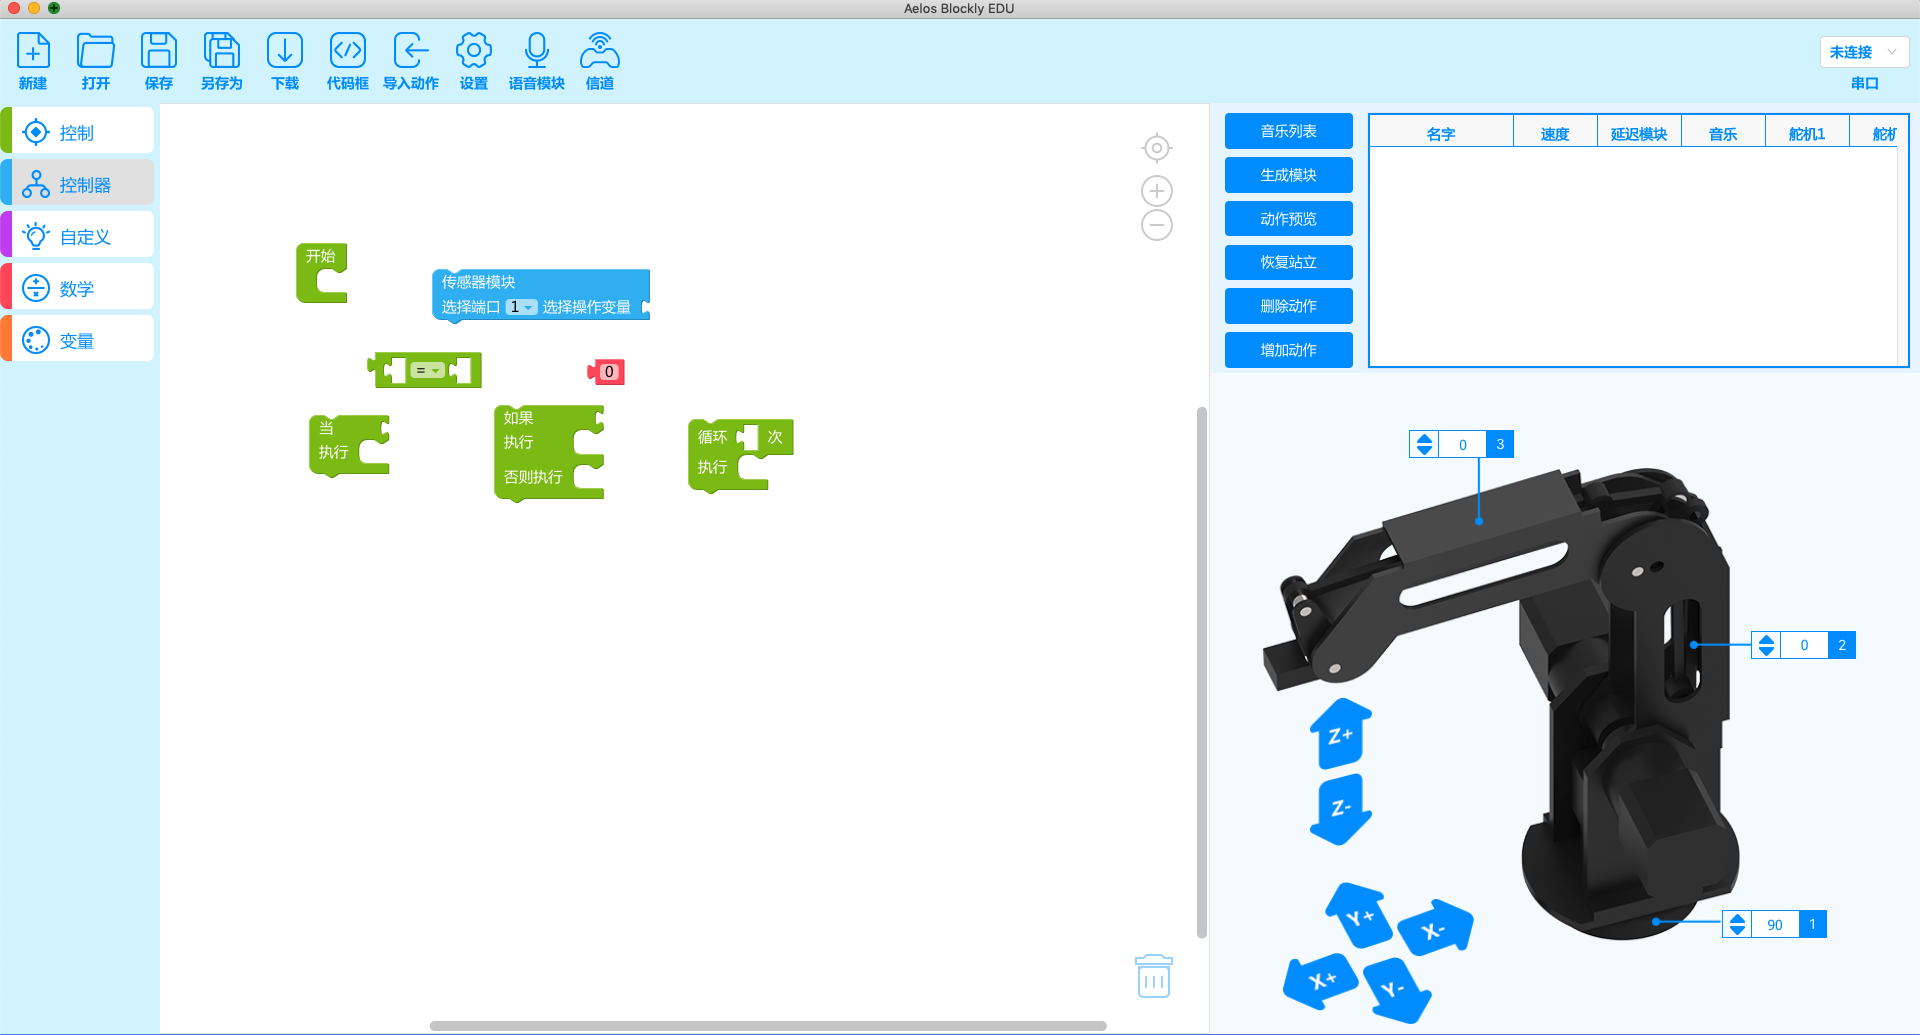 Aelos Blockly EDU
新建 打开 保存 另存为 下载 代码框 导入动作 设置 语音模块 信道
未连接
串口
控制
控制器
自定义
数学
变量
开始
传感器模块
选择端口 1 选择操作变量
=
0
当
执行
如果
执行
否则执行
循环 次
执行
音乐列表
生成模块
动作预览
恢复站立
删除动作
增加动作
名字 速度 延迟模块 音乐 舵机1 舵机
0 3
0 2
90 1
Z+
Z-
Y+
X-
X+
Y-